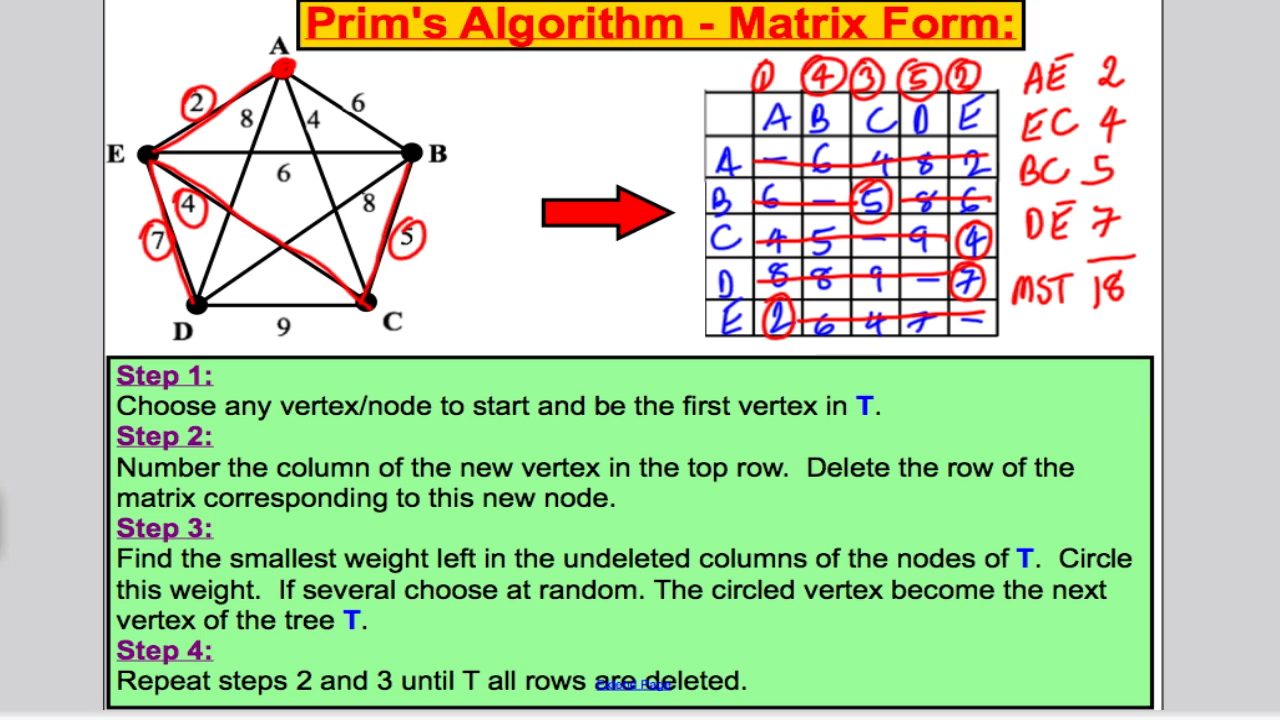 Prim's Algorithm - Matrix Form:
A
2
8
4
6
E
B
6
4
8
7
5
D
9
C
1 4 3 5 2
A B C D E
A - 6 4 8 2
B 6 - 5 8 6
C 4 5 - 9 4
D 8 8 9 - 7
E 2 6 4 7 -
AE 2
EC 4
BC 5
DE 7
MST 18
Step 1:
Choose any vertex/node to start and be the first vertex in T.
Step 2:
Number the column of the new vertex in the top row. Delete the row of the
matrix corresponding to this new node.
Step 3:
Find the smallest weight left in the undeleted columns of the nodes of T. Circle
this weight. If several choose at random. The circled vertex become the next
vertex of the tree T.
Step 4:
Repeat steps 2 and 3 until T all rows are deleted.